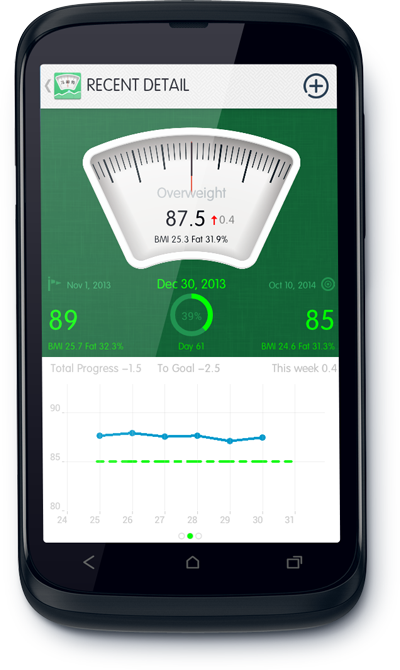 RECENT DETAIL
Overweight
87.5 0.4
BMI 25.3 Fat 31.9%
Nov 1, 2013 Dec 30, 2013 Oct 10, 2014
89 39% 85
BMI 25.7 Fat 32.3% Day 61 BMI 24.6 Fat 31.3%
Total Progress -1.5 To Goal -2.5 This week 0.4
90
85
80
24 25 26 27 28 29 30 31